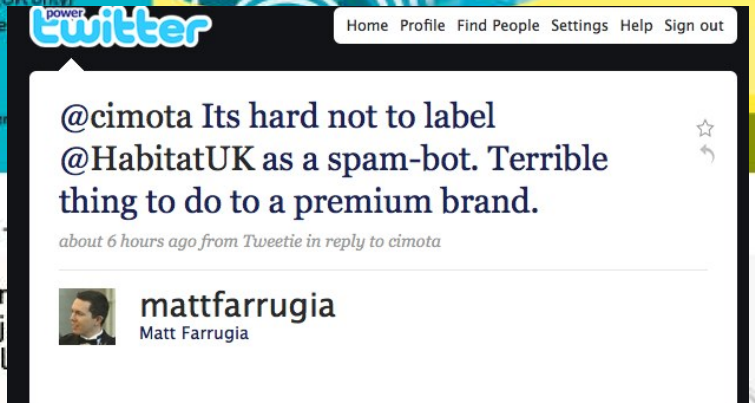 power
twitter
Home Profile Find People Settings Help Sign out
@cimota Its hard not to label
@HabitatUK as a spam-bot. Terrible
thing to do to a premium brand.
about 6 hours ago from Tweetie in reply to cimota
mattfarrugia
Matt Farrugia